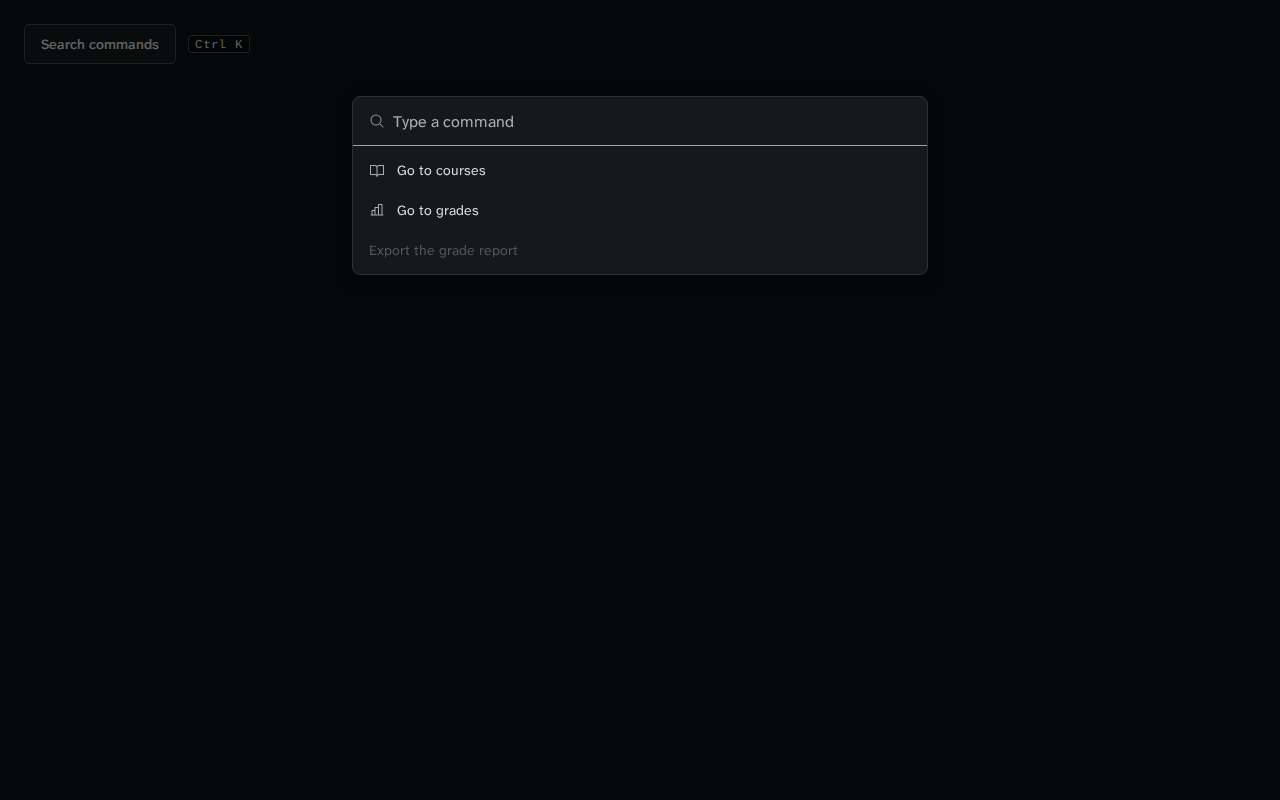 Search commands Ctrl K
Type a command
Go to courses
Go to grades
Export the grade report